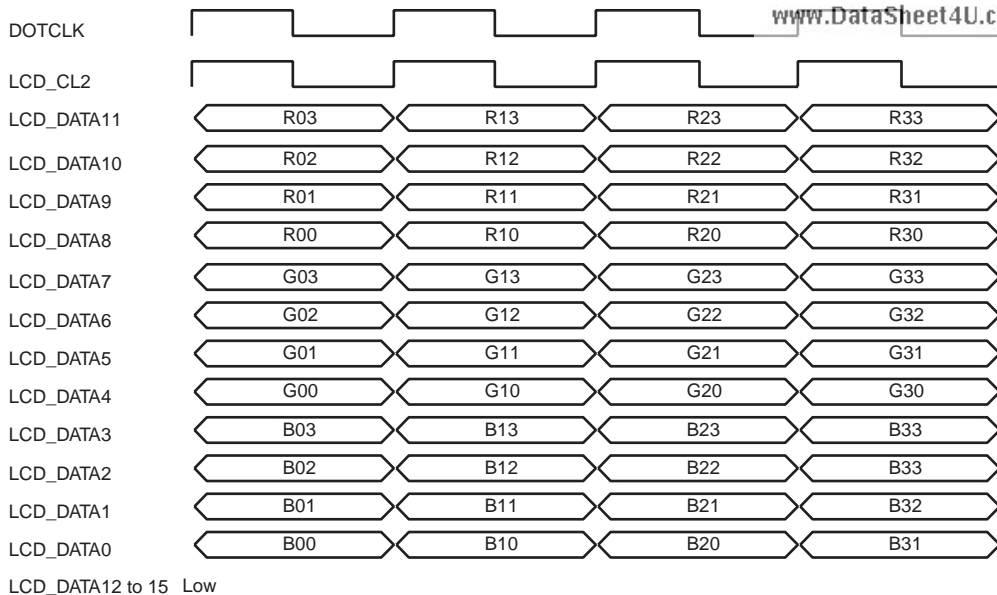 www.DataSheet4U.c
DOTCLK
LCD_CL2
LCD_DATA11 R03 R13 R23 R33
LCD_DATA10 R02 R12 R22 R32
LCD_DATA9 R01 R11 R21 R31
LCD_DATA8 R00 R10 R20 R30
LCD_DATA7 G03 G13 G23 G33
LCD_DATA6 G02 G12 G22 G32
LCD_DATA5 G01 G11 G21 G31
LCD_DATA4 G00 G10 G20 G30
LCD_DATA3 B03 B13 B23 B33
LCD_DATA2 B02 B12 B22 B33
LCD_DATA1 B01 B11 B21 B32
LCD_DATA0 B00 B10 B20 B31
LCD_DATA12 to 15 Low